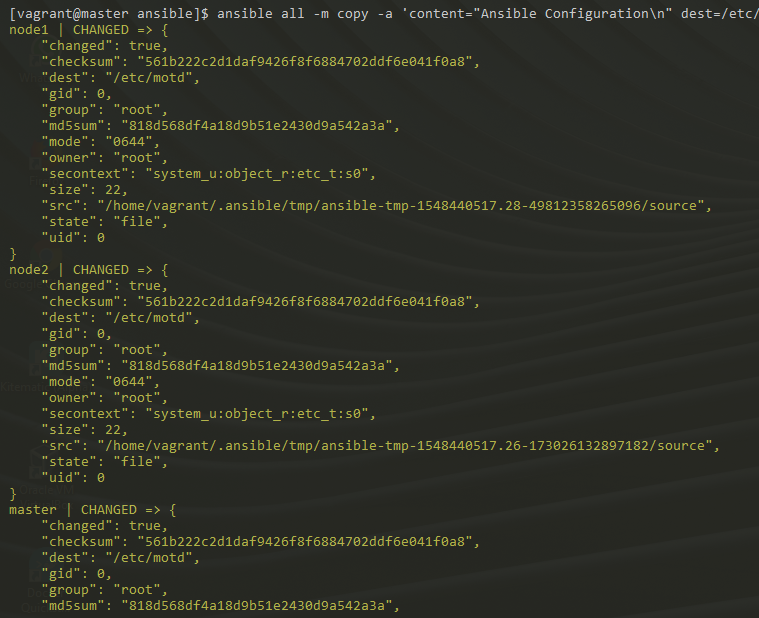 [vagrant@master ansible]$ ansible all -m copy -a 'content="Ansible Configuration\n" dest=/etc/
node1 | CHANGED => {
    "changed": true,
    "checksum": "561b222c2d1daf9426f8f6884702ddf6e041f0a8",
    "dest": "/etc/motd",
    "gid": 0,
    "group": "root",
    "md5sum": "818d568df4a18d9b51e2430d9a542a3a",
    "mode": "0644",
    "owner": "root",
    "secontext": "system_u:object_r:etc_t:s0",
    "size": 22,
    "src": "/home/vagrant/.ansible/tmp/ansible-tmp-1548440517.28-49812358265096/source",
    "state": "file",
    "uid": 0
}
node2 | CHANGED => {
    "changed": true,
    "checksum": "561b222c2d1daf9426f8f6884702ddf6e041f0a8",
    "dest": "/etc/motd",
    "gid": 0,
    "group": "root",
    "md5sum": "818d568df4a18d9b51e2430d9a542a3a",
    "mode": "0644",
    "owner": "root",
    "secontext": "system_u:object_r:etc_t:s0",
    "size": 22,
    "src": "/home/vagrant/.ansible/tmp/ansible-tmp-1548440517.26-173026132897182/source",
    "state": "file",
    "uid": 0
}
master | CHANGED => {
    "changed": true,
    "checksum": "561b222c2d1daf9426f8f6884702ddf6e041f0a8",
    "dest": "/etc/motd",
    "gid": 0,
    "group": "root",
    "md5sum": "818d568df4a18d9b51e2430d9a542a3a",